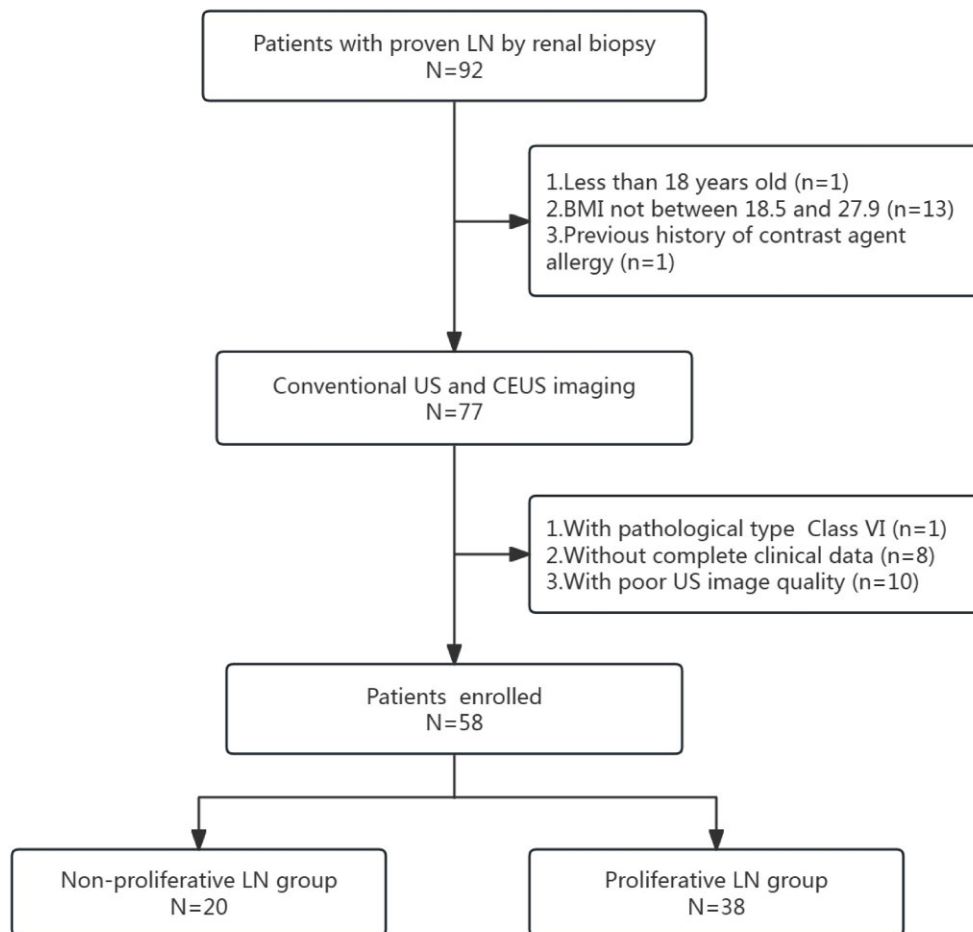 Patients with proven LN by renal biopsy
N=92
1.Less than 18 years old (n=1)
2.BMI not between 18.5 and 27.9 (n=13)
3.Previous history of contrast agent
allergy (n=1)
Conventional US and CEUS imaging
N=77
1.With pathological type  Class VI (n=1)
2.Without complete clinical data (n=8)
3.With poor US image quality (n=10)
Patients  enrolled
N=58
Non-proliferative LN group
N=20
Proliferative LN group
N=38